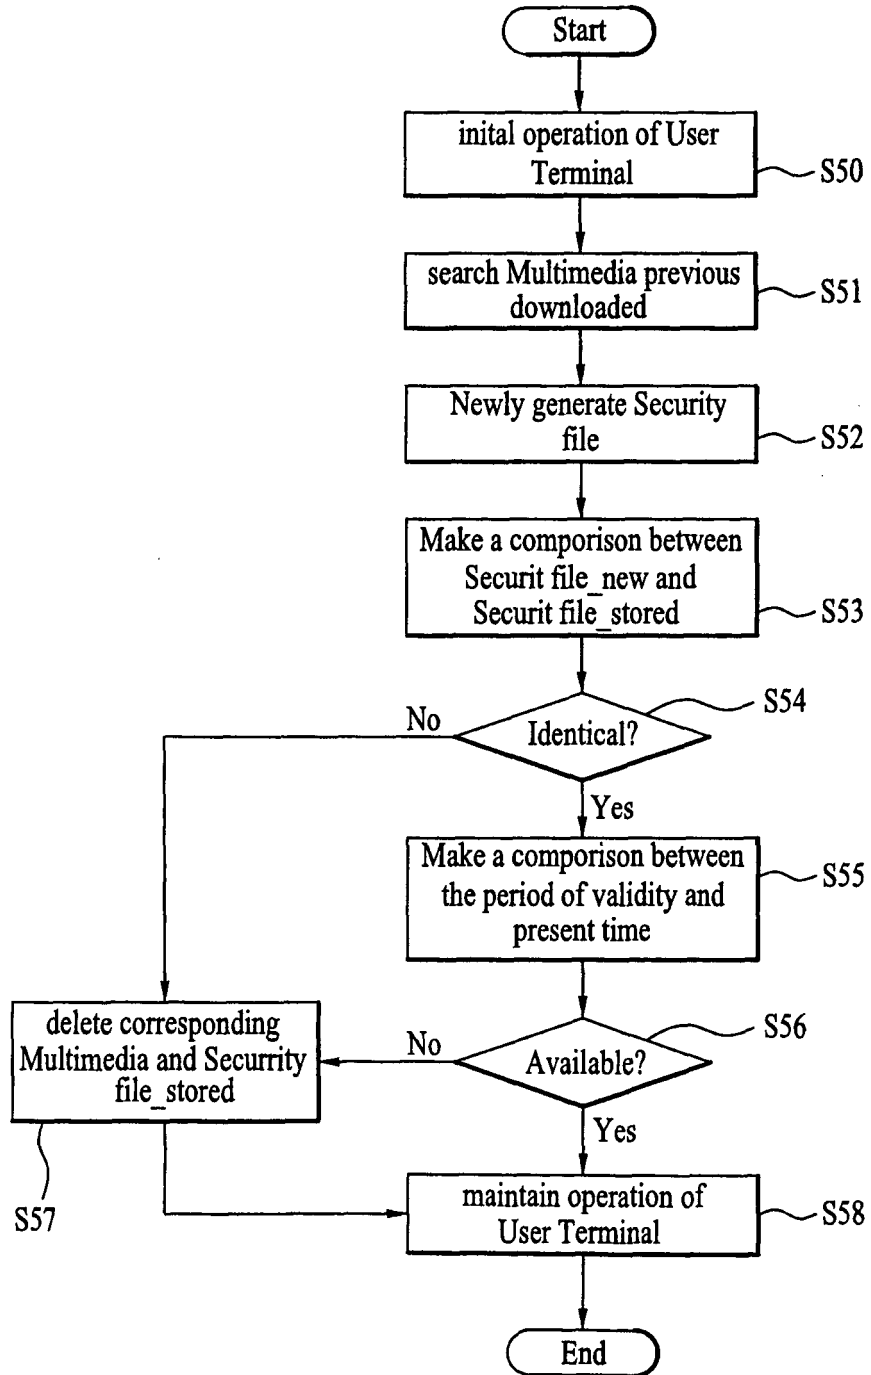 Start
inital operation of User
Terminal
S50
search Multimedia previous
downloaded
S51
Newly generate Security
file
S52
Make a comporison between
Securit file_new and
Securit file_stored
S53
S54
No
Identical?
Yes
Make a comporison between
the period of validity and
present time
S55
S56
delete corresponding
Multimedia and Securrity
file_stored
No
Available?
Yes
S57
maintain operation of
User Terminal
S58
End